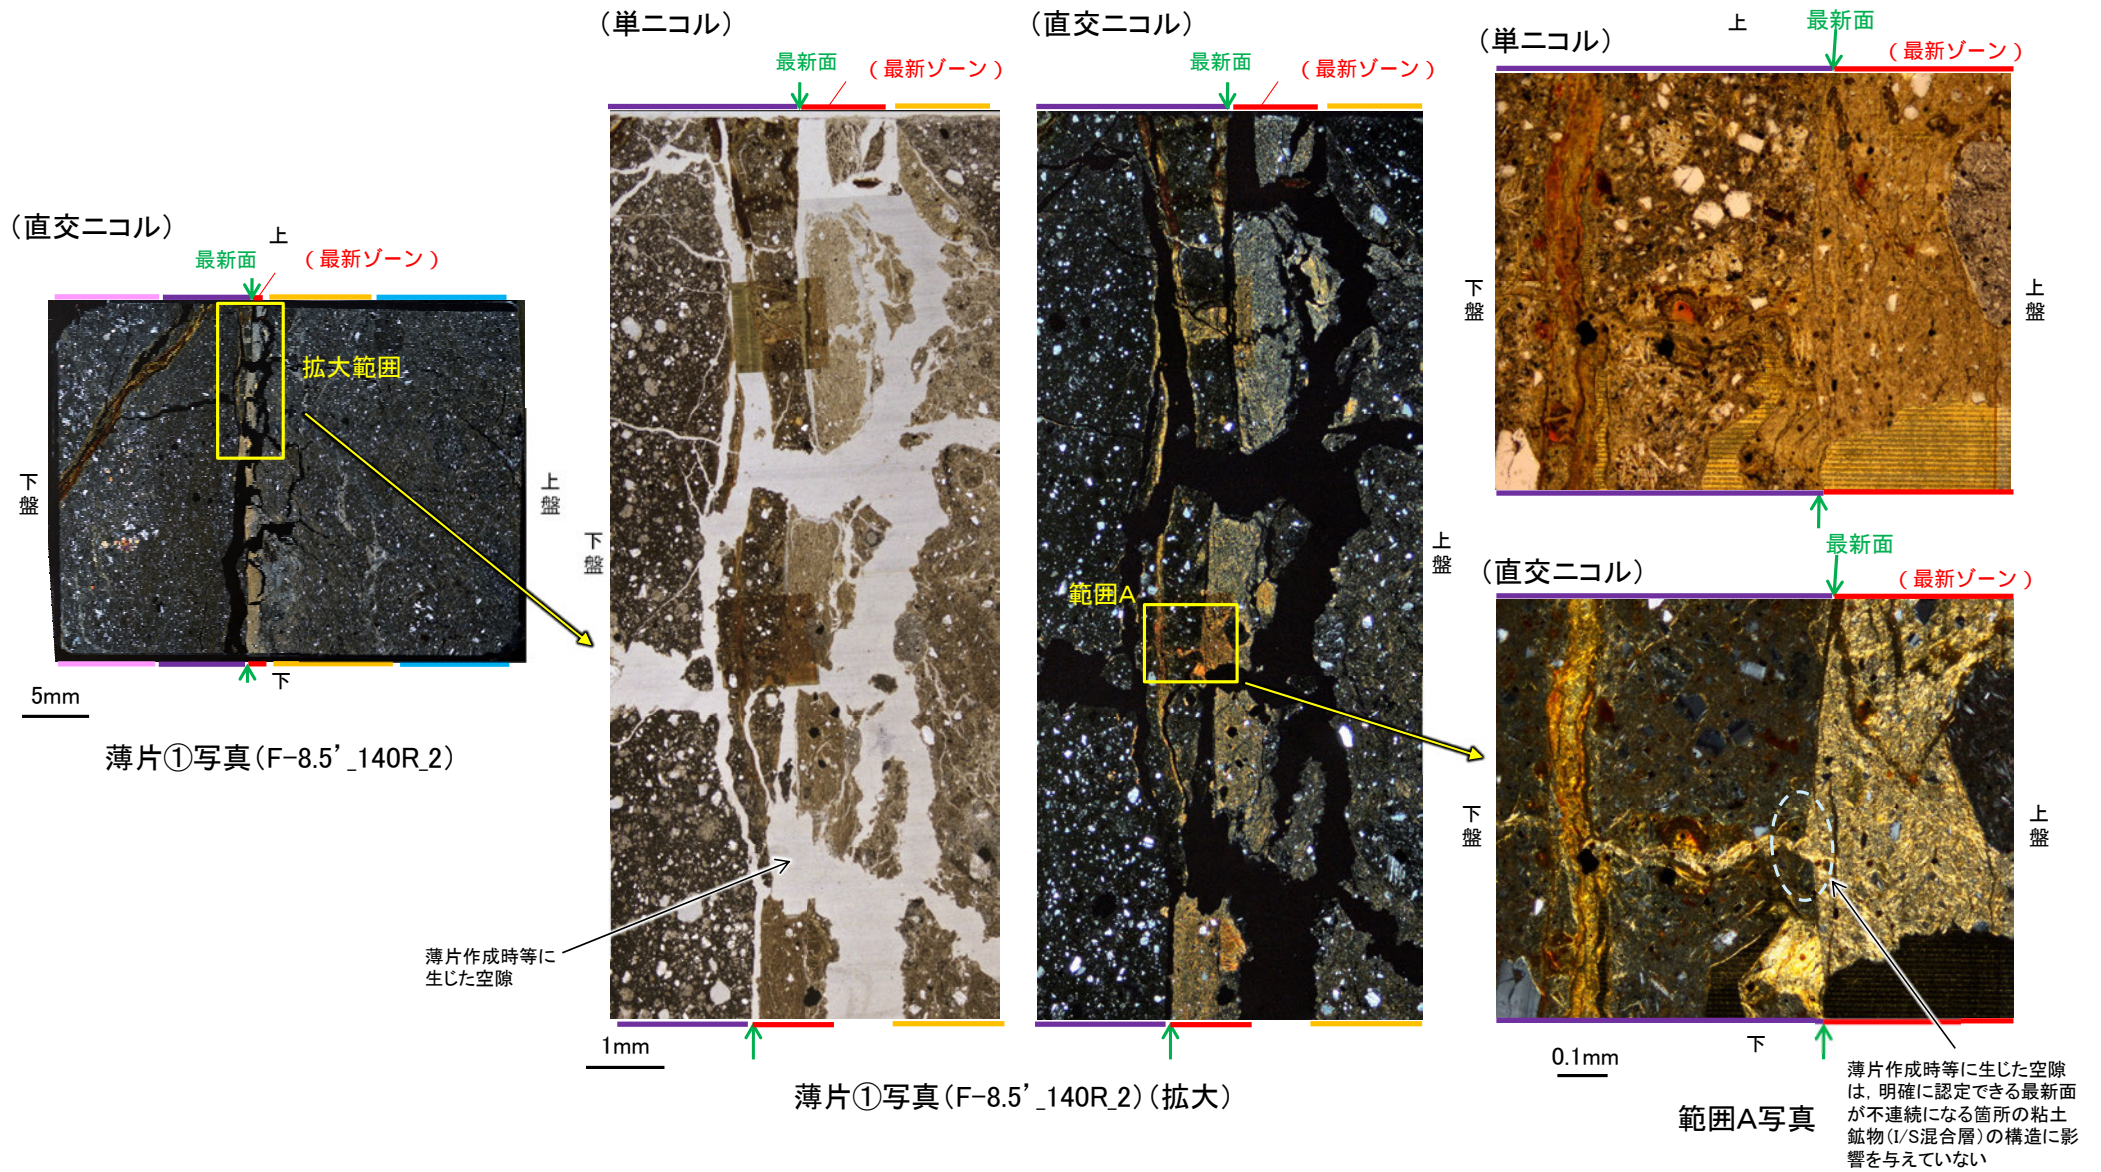 (直交ニコル)
上
最新面
(最新ゾーン)
拡大範囲
下盤
上盤
下
5mm
薄片①写真(F-8.5’_140R_2)
(単ニコル)
最新面
(最新ゾーン)
下盤
薄片作成時等に
生じた空隙
1mm
(直交ニコル)
最新面
(最新ゾーン)
範囲A
上盤
薄片①写真(F-8.5’_140R_2)(拡大)
(単ニコル)
上
最新面
(最新ゾーン)
下盤
上盤
(直交ニコル)
最新面
(最新ゾーン)
下盤
上盤
下
0.1mm
範囲A写真
薄片作成時等に生じた空隙
は,明確に認定できる最新面
が不連続になる箇所の粘土
鉱物(I/S混合層)の構造に影
響を与えていない